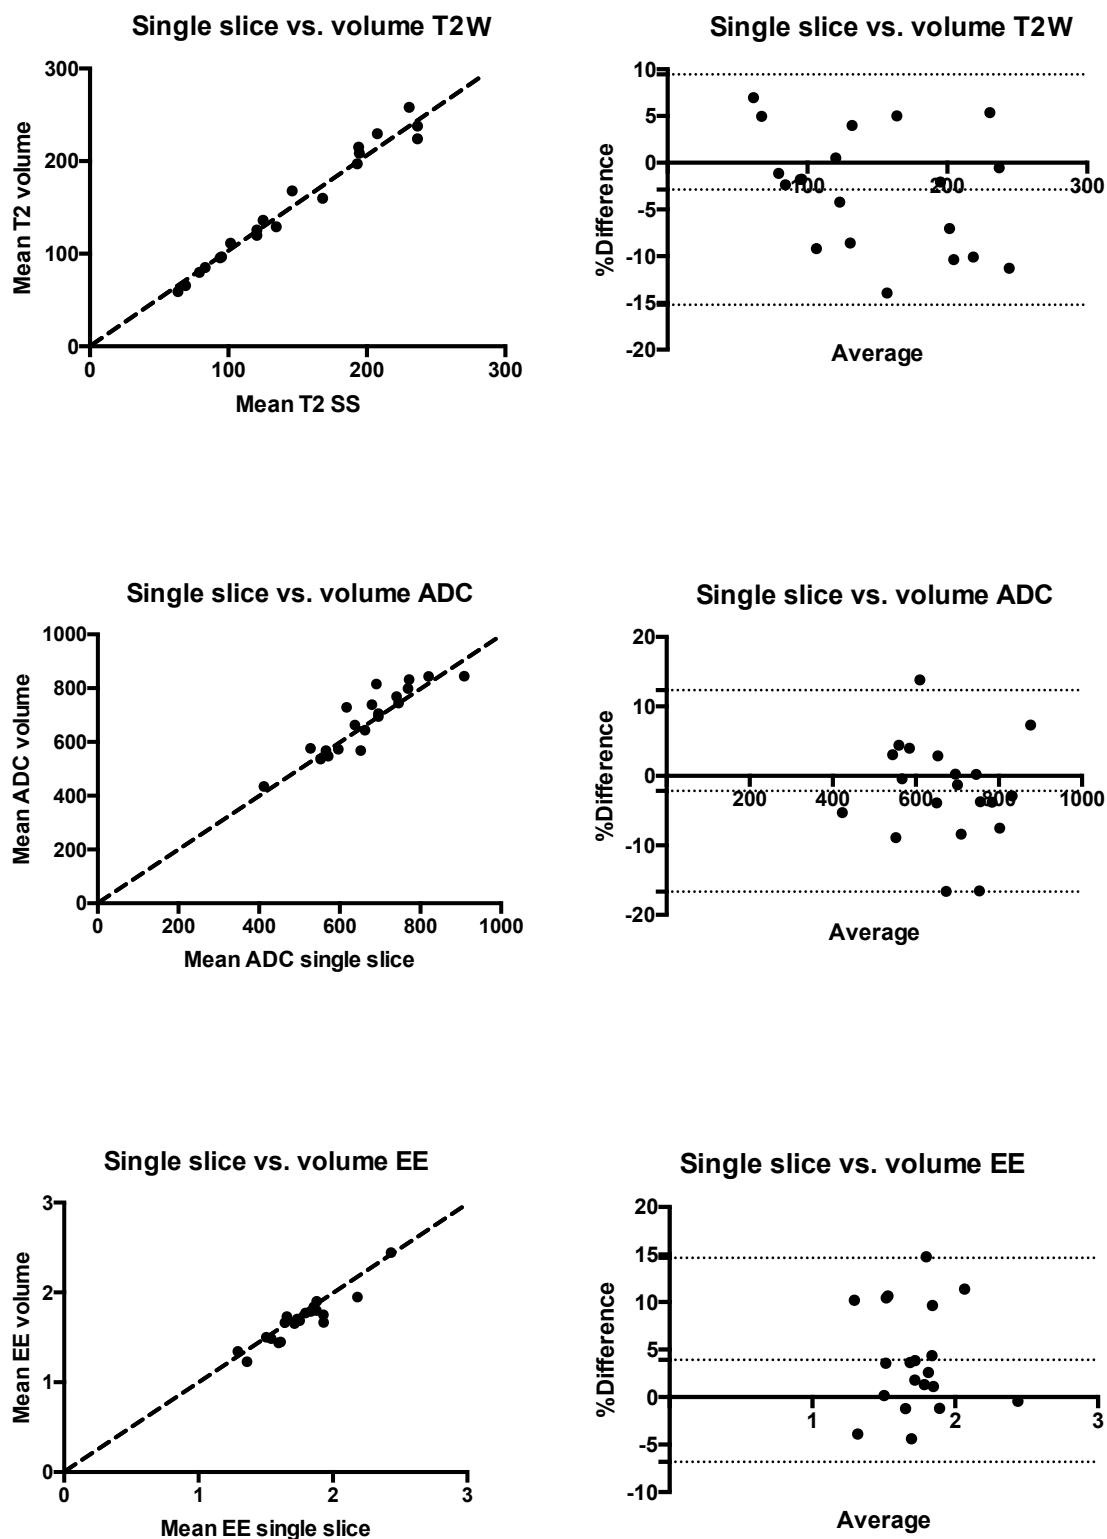 Single slice vs. volume T2W
300
200
100
0
0 100 200 300
Mean T2 volume
Mean T2 SS
Single slice vs. volume T2W
10
5
0
-5
-10
-15
-20
100 200 300
%Difference
Average
Single slice vs. volume ADC
1000
800
600
400
200
0
0 200 400 600 800 1000
Mean ADC volume
Mean ADC single slice
Single slice vs. volume ADC
20
10
0
-10
-20
200 400 600 800 1000
%Difference
Average
Single slice vs. volume EE
3
2
1
0
0 1 2 3
Mean EE volume
Mean EE single slice
Single slice vs. volume EE
20
15
10
5
0
-5
-10
1 2 3
%Difference
Average